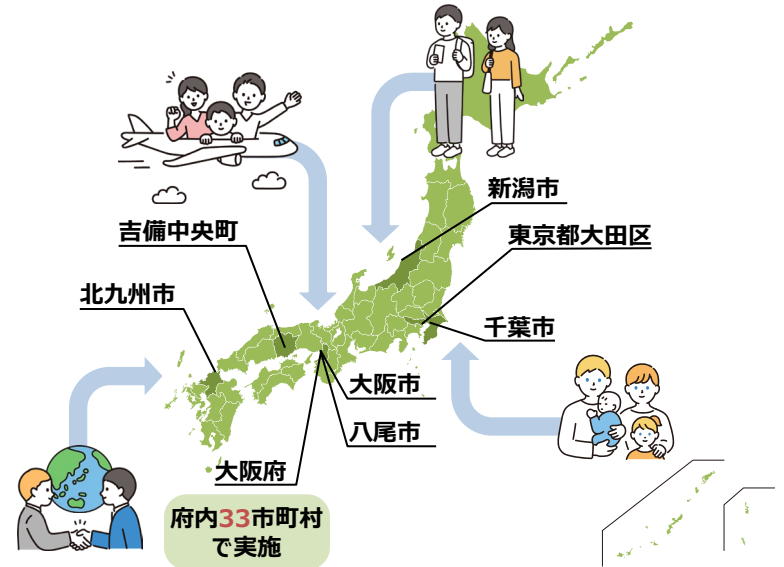 新潟市
吉備中央町
東京都大田区
北九州市
千葉市
大阪市
八尾市
大阪府
府内33市町村
で実施